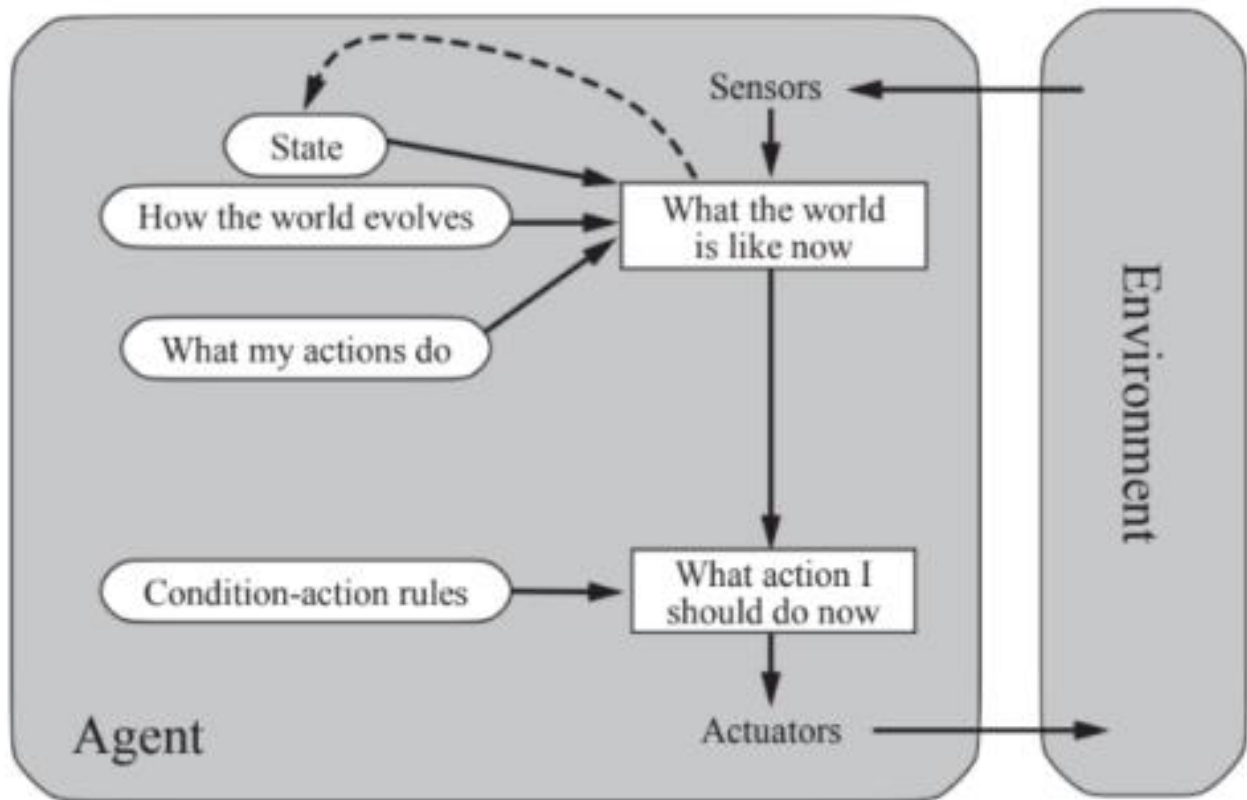 Sensors
State
How the world evolves
What the world
is like now
What my actions do
Environment
Condition-action rules
What action I
should do now
Agent
Actuators